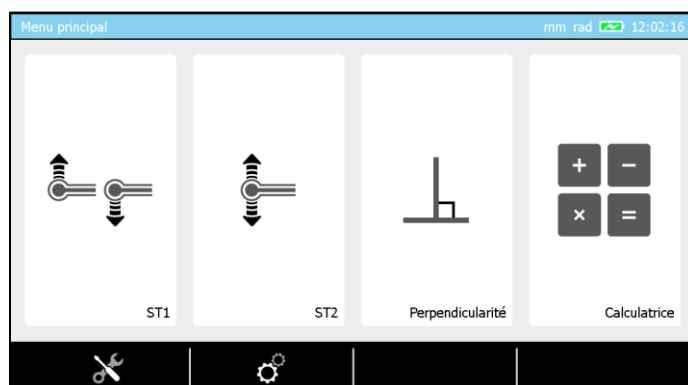 Menu principal
mm rad 12:02:16
+ −
× =
ST1
ST2
Perpendicularité
Calculatrice